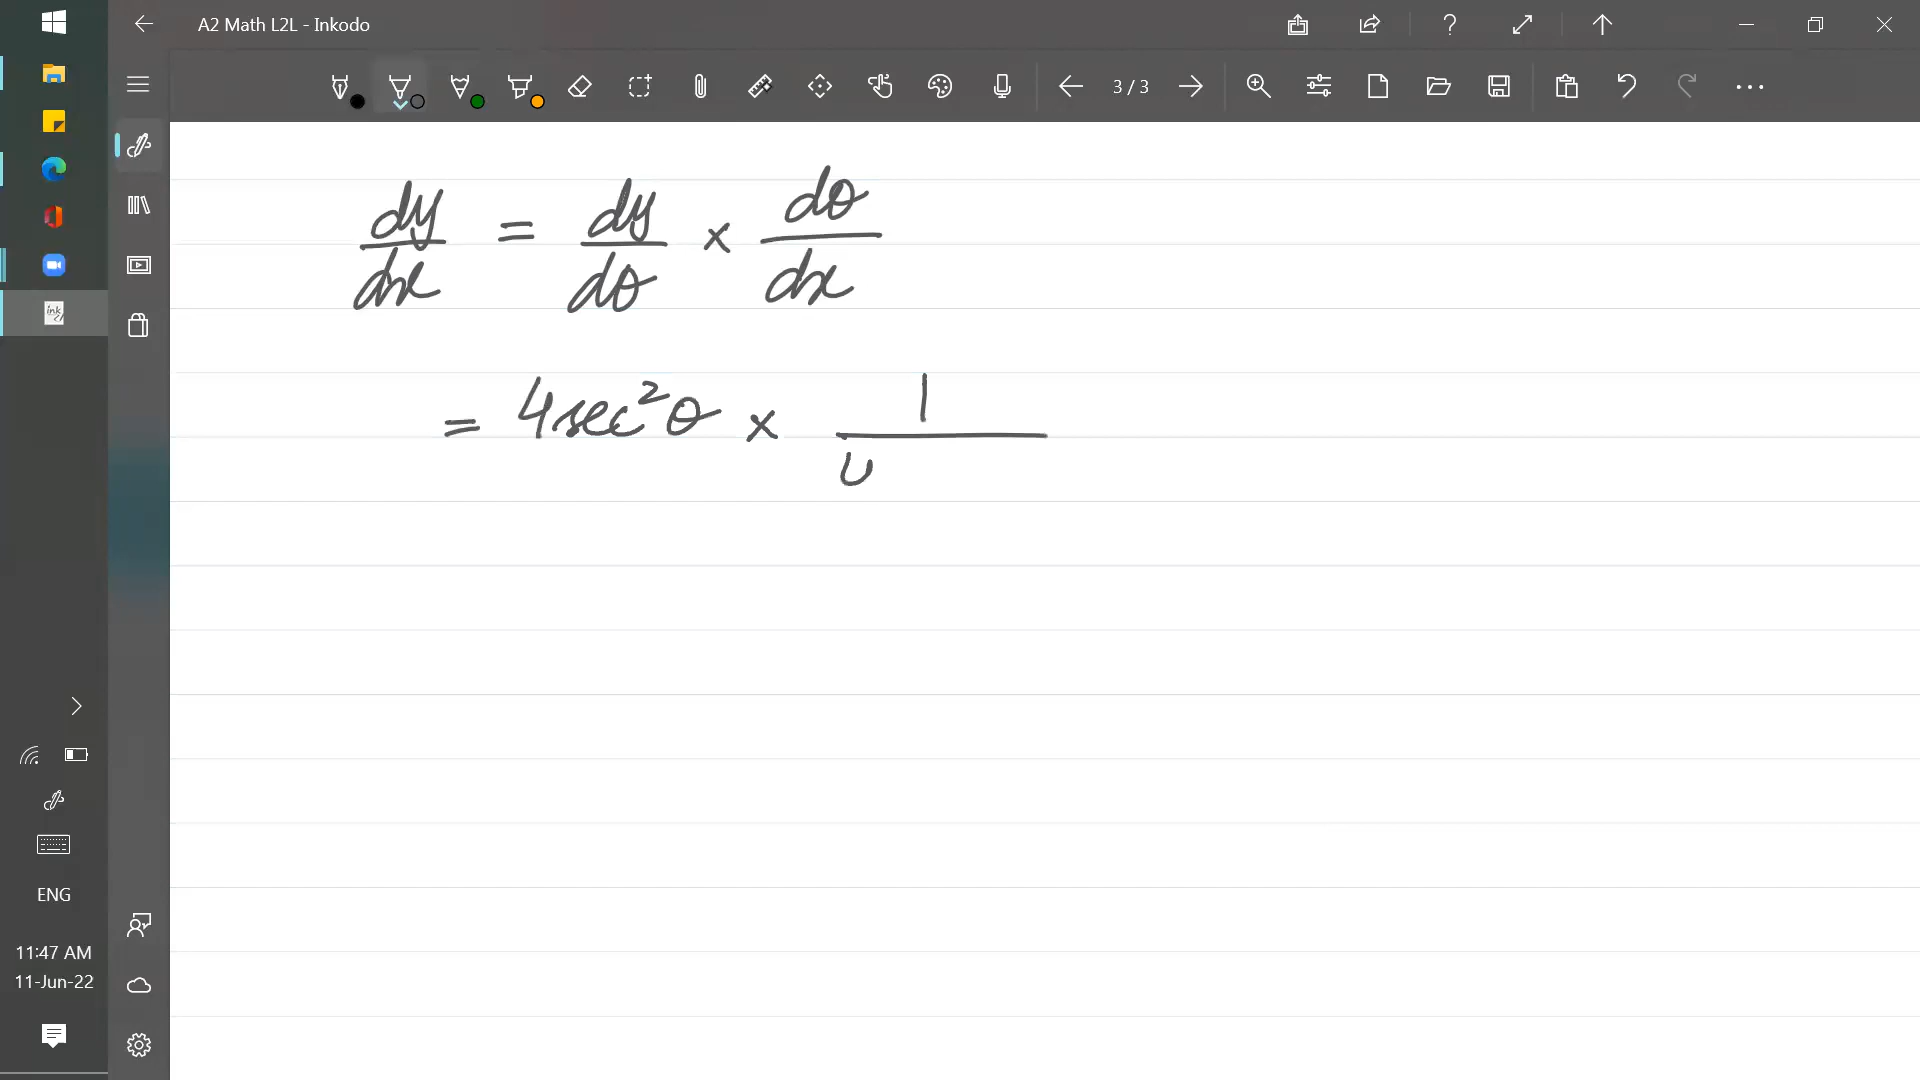 A2 Math L2L - Inkodo
3 / 3
dy/dx = dy/dθ × dθ/dx
= 4sec²θ × 1/
ENG
11:47 AM
11-Jun-22